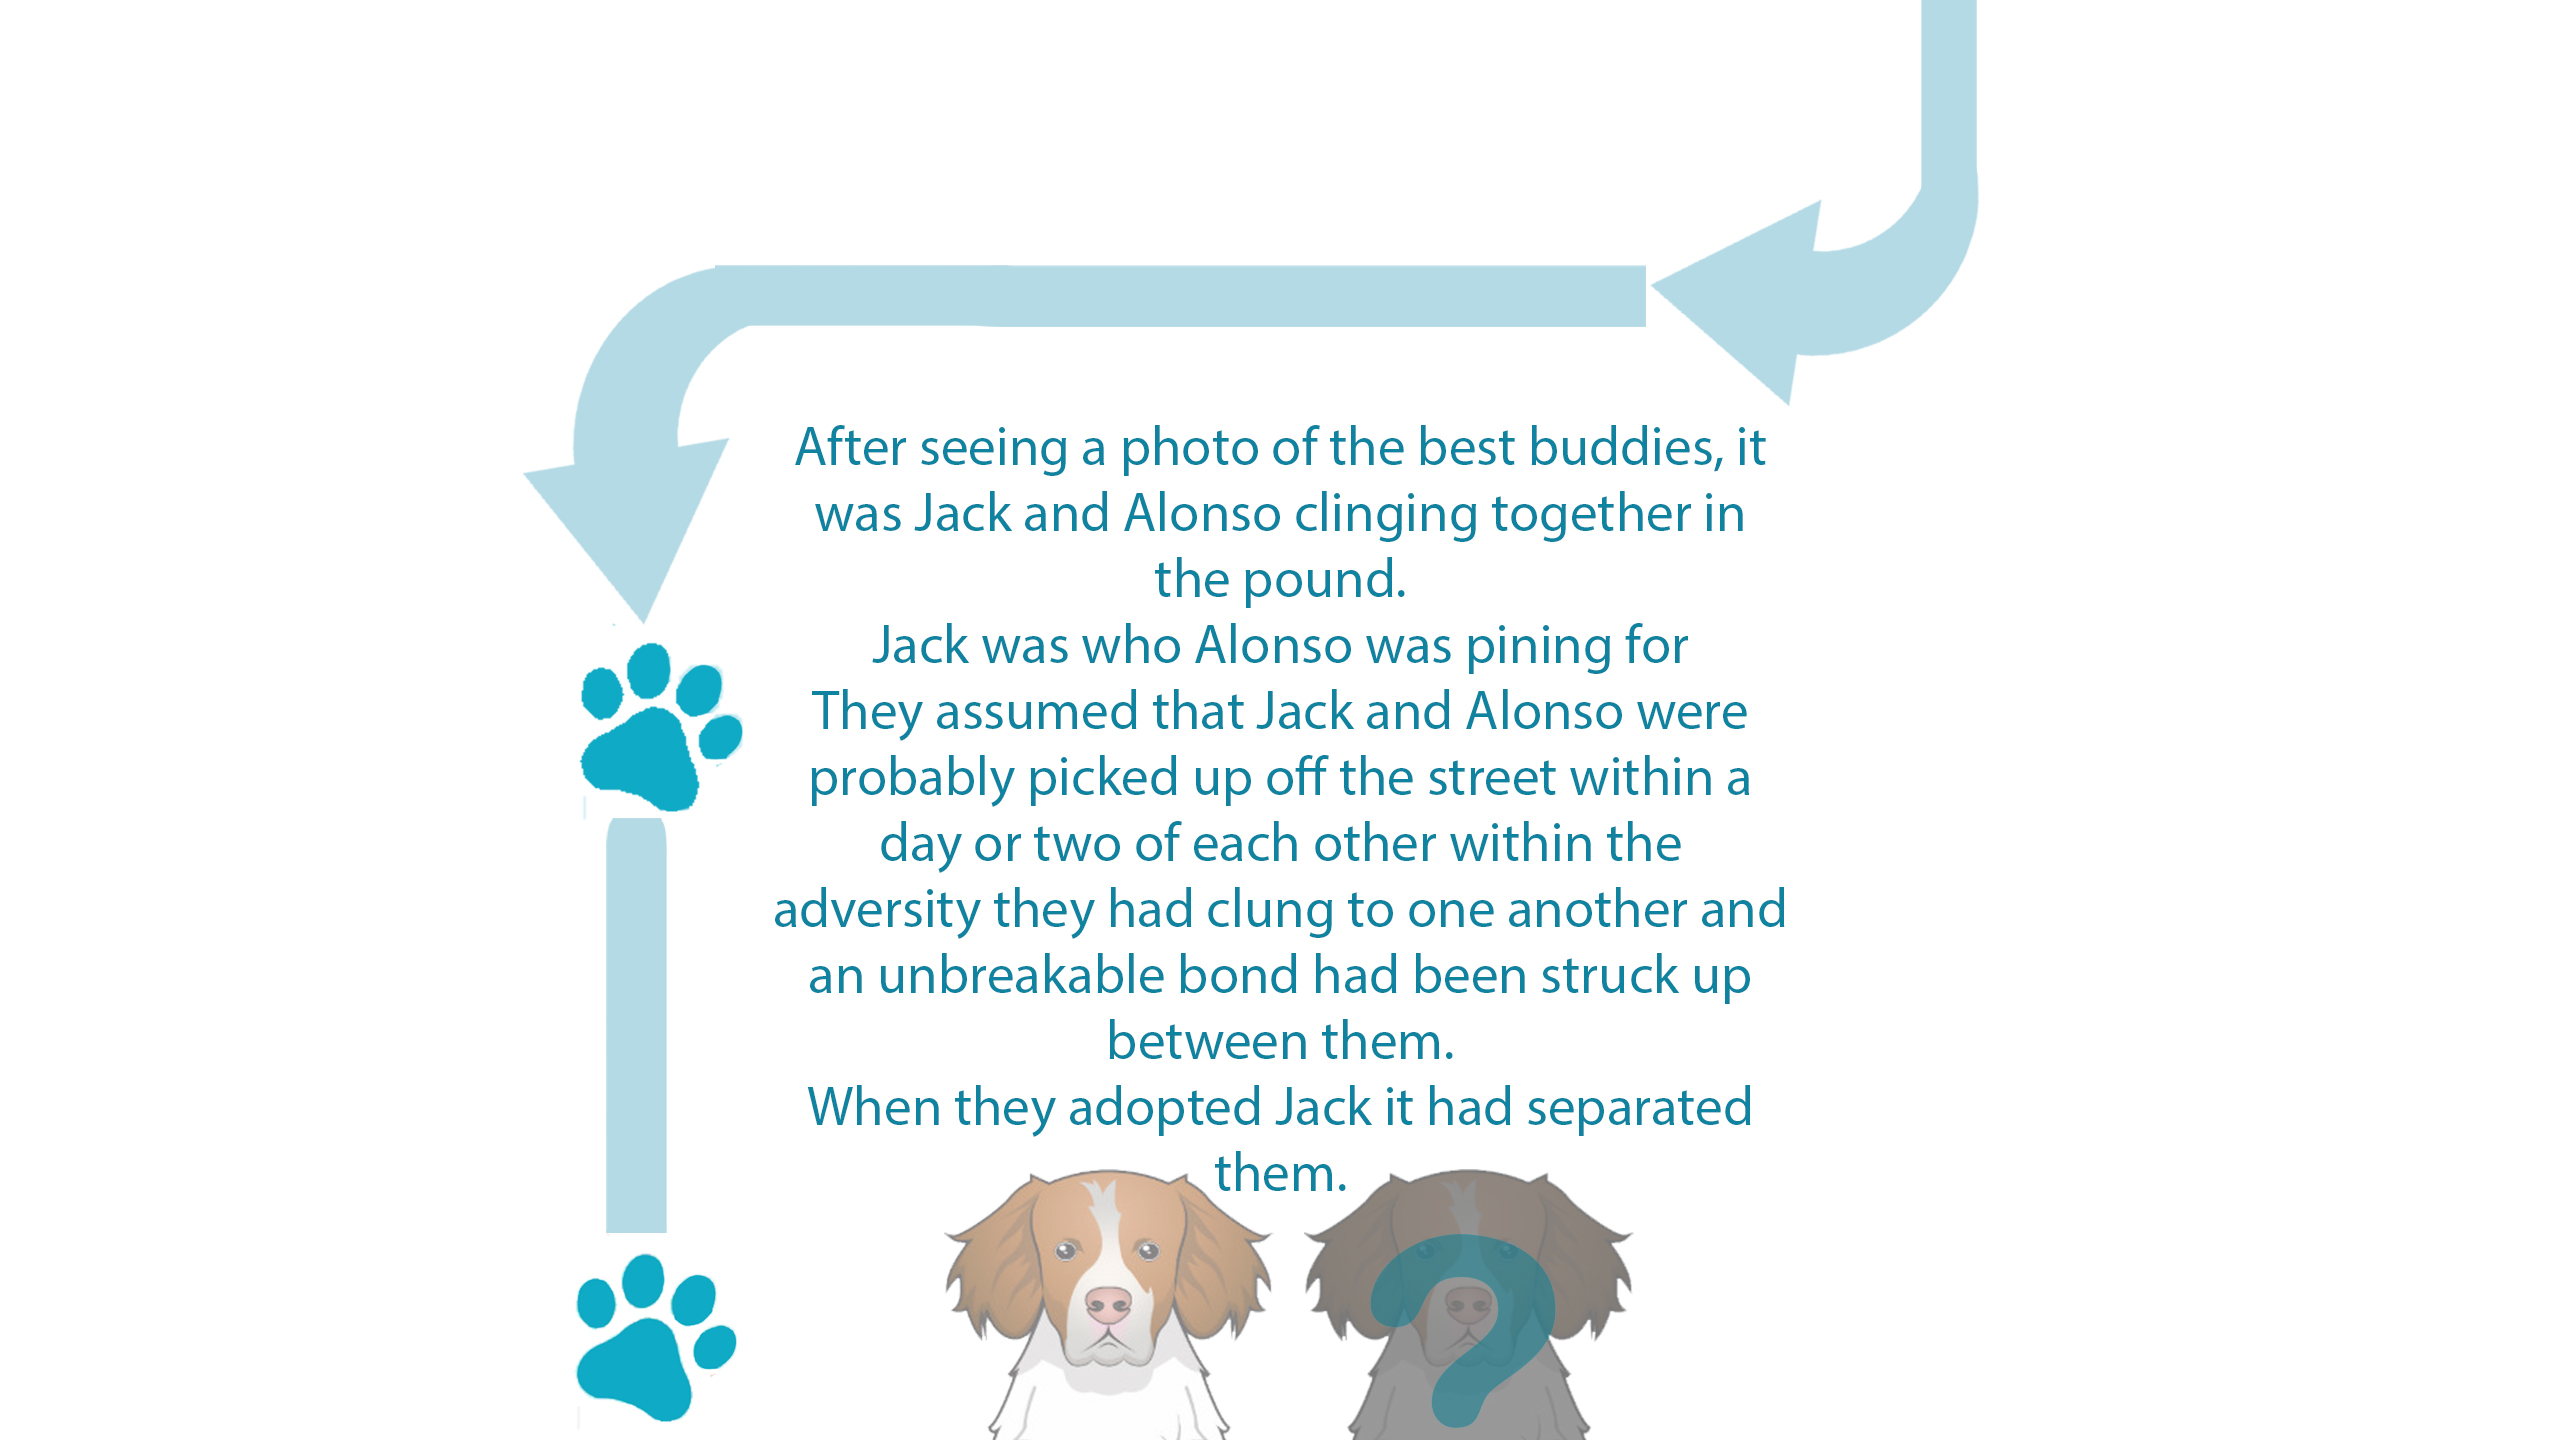 After seeing a photo of the best buddies, it
was Jack and Alonso clinging together in
the pound.
Jack was who Alonso was pining for
They assumed that Jack and Alonso were
probably picked up off the street within a
day or two of each other within the
adversity they had clung to one another and
an unbreakable bond had been struck up
between them.
When they adopted Jack it had separated
them.
?